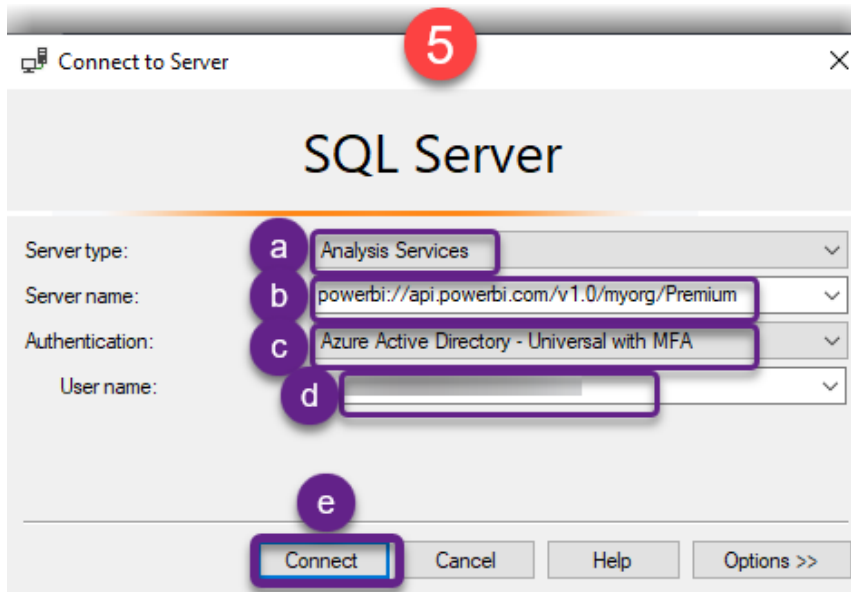 5
Connect to Server
SQL Server
Server type: a Analysis Services
Server name: b powerbi://api.powerbi.com/v1.0/myorg/Premium
Authentication: c Azure Active Directory - Universal with MFA
User name: d
e
Connect Cancel Help Options >>